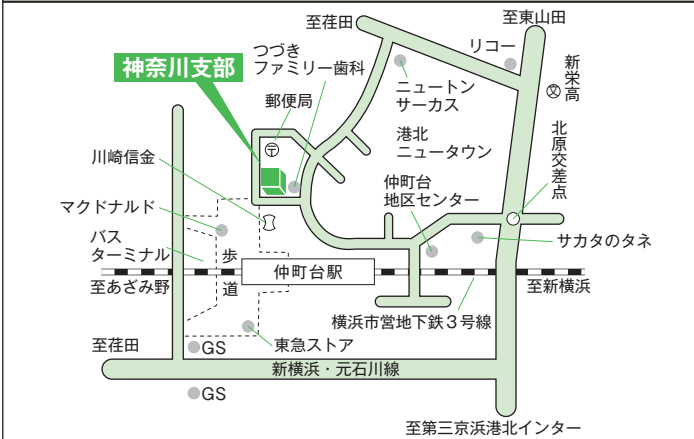 至荏田
至東山田
つづき
ファミリー歯科
リコー
神奈川支部
新栄高
文
郵便局
〒
ニュートン
サーカス
港北
ニュータウン
北原交差点
川崎信金
仲町台
地区センター
マクドナルド
サカタのタネ
バス
ターミナル
歩道
仲町台駅
至あざみ野
至新横浜
横浜市営地下鉄3号線
至荏田
GS
東急ストア
新横浜・元石川線
GS
至第三京浜港北インター